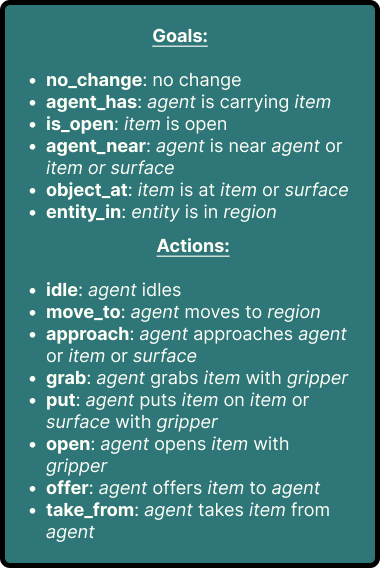 Goals:
• no_change: no change
• agent_has: agent is carrying item
• is_open: item is open
• agent_near: agent is near agent or
item or surface
• object_at: item is at item or surface
• entity_in: entity is in region
Actions:
• idle: agent idles
• move_to: agent moves to region
• approach: agent approaches agent
or item or surface
• grab: agent grabs item with gripper
• put: agent puts item on item or
surface with gripper
• open: agent opens item with
gripper
• offer: agent offers item to agent
• take_from: agent takes item from
agent